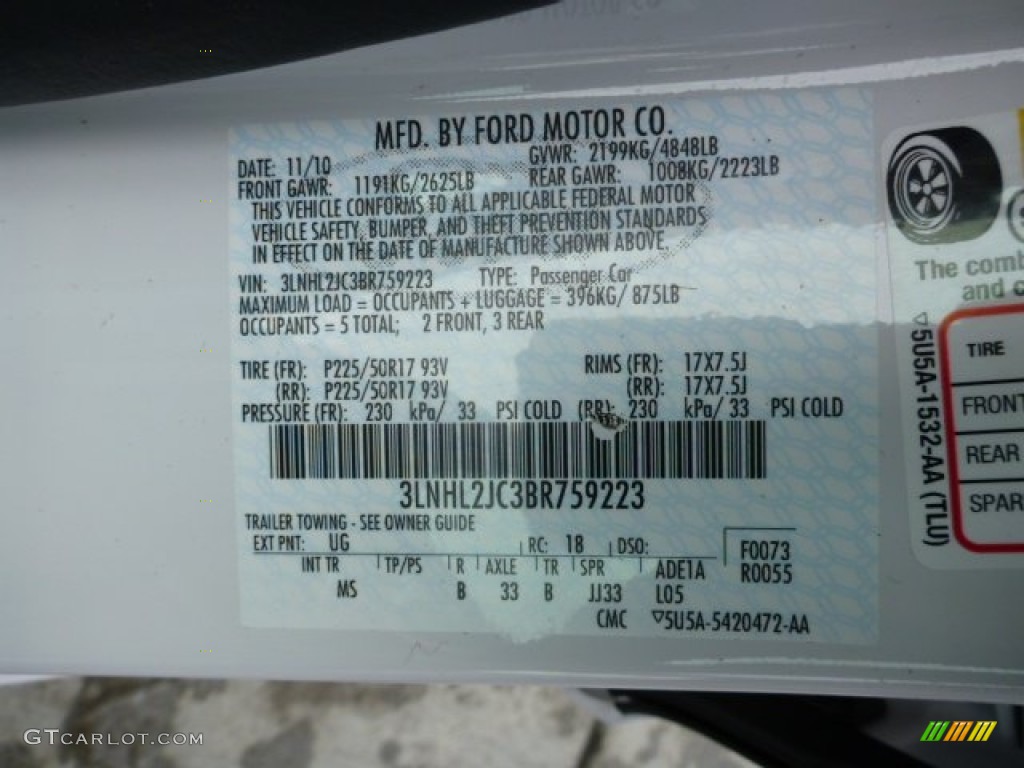 MFD. BY FORD MOTOR CO.
DATE: 11/10 GVWR: 2199KG/4848LB
FRONT GAWR: 1191KG/2625LB REAR GAWR: 1008KG/2223LB
THIS VEHICLE CONFORMS TO ALL APPLICABLE FEDERAL MOTOR
VEHICLE SAFETY, BUMPER, AND THEFT PREVENTION STANDARDS
IN EFFECT ON THE DATE OF MANUFACTURE SHOWN ABOVE.
VIN: 3LNHL2JC3BR759223 TYPE: Passenger Car
MAXIMUM LOAD = OCCUPANTS + LUGGAGE = 396KG/ 875LB
OCCUPANTS = 5 TOTAL; 2 FRONT, 3 REAR
TIRE (FR): P225/50R17 93V RIMS (FR): 17X7.5J
(RR): P225/50R17 93V (RR): 17X7.5J
PRESSURE (FR): 230 kPa/ 33 PSI COLD (RR): 230 kPa/ 33 PSI COLD
3LNHL2JC3BR759223
TRAILER TOWING - SEE OWNER GUIDE
EXT PNT: UG RC: 18 DSO: F0073
R0055
INT TR TP/PS R AXLE TR SPR ADE1A
MS B 33 B JJ33 L05
CMC ▽5U5A-5420472-AA
The comb
and c
▽5U5A-1532-AA (TLU)
TIRE
FRONT
REAR
SPAR
GTCARLOT.COM